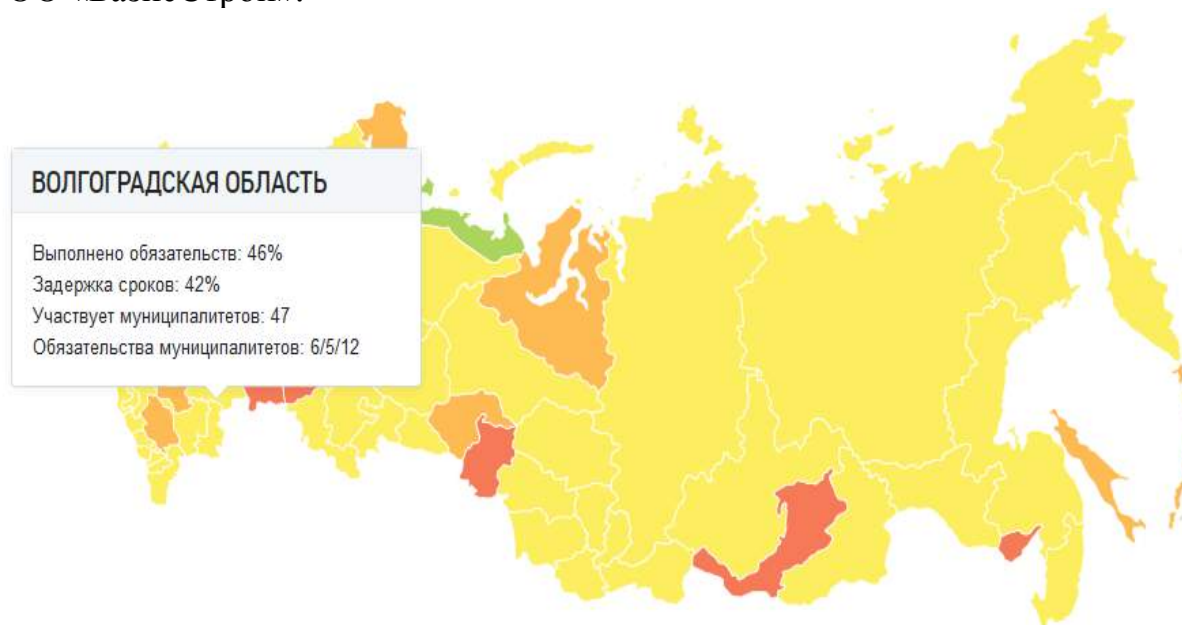 ВОЛГОГРАДСКАЯ ОБЛАСТЬ
Выполнено обязательств: 46%
Задержка сроков: 42%
Участвует муниципалитетов: 47
Обязательства муниципалитетов: 6/5/12